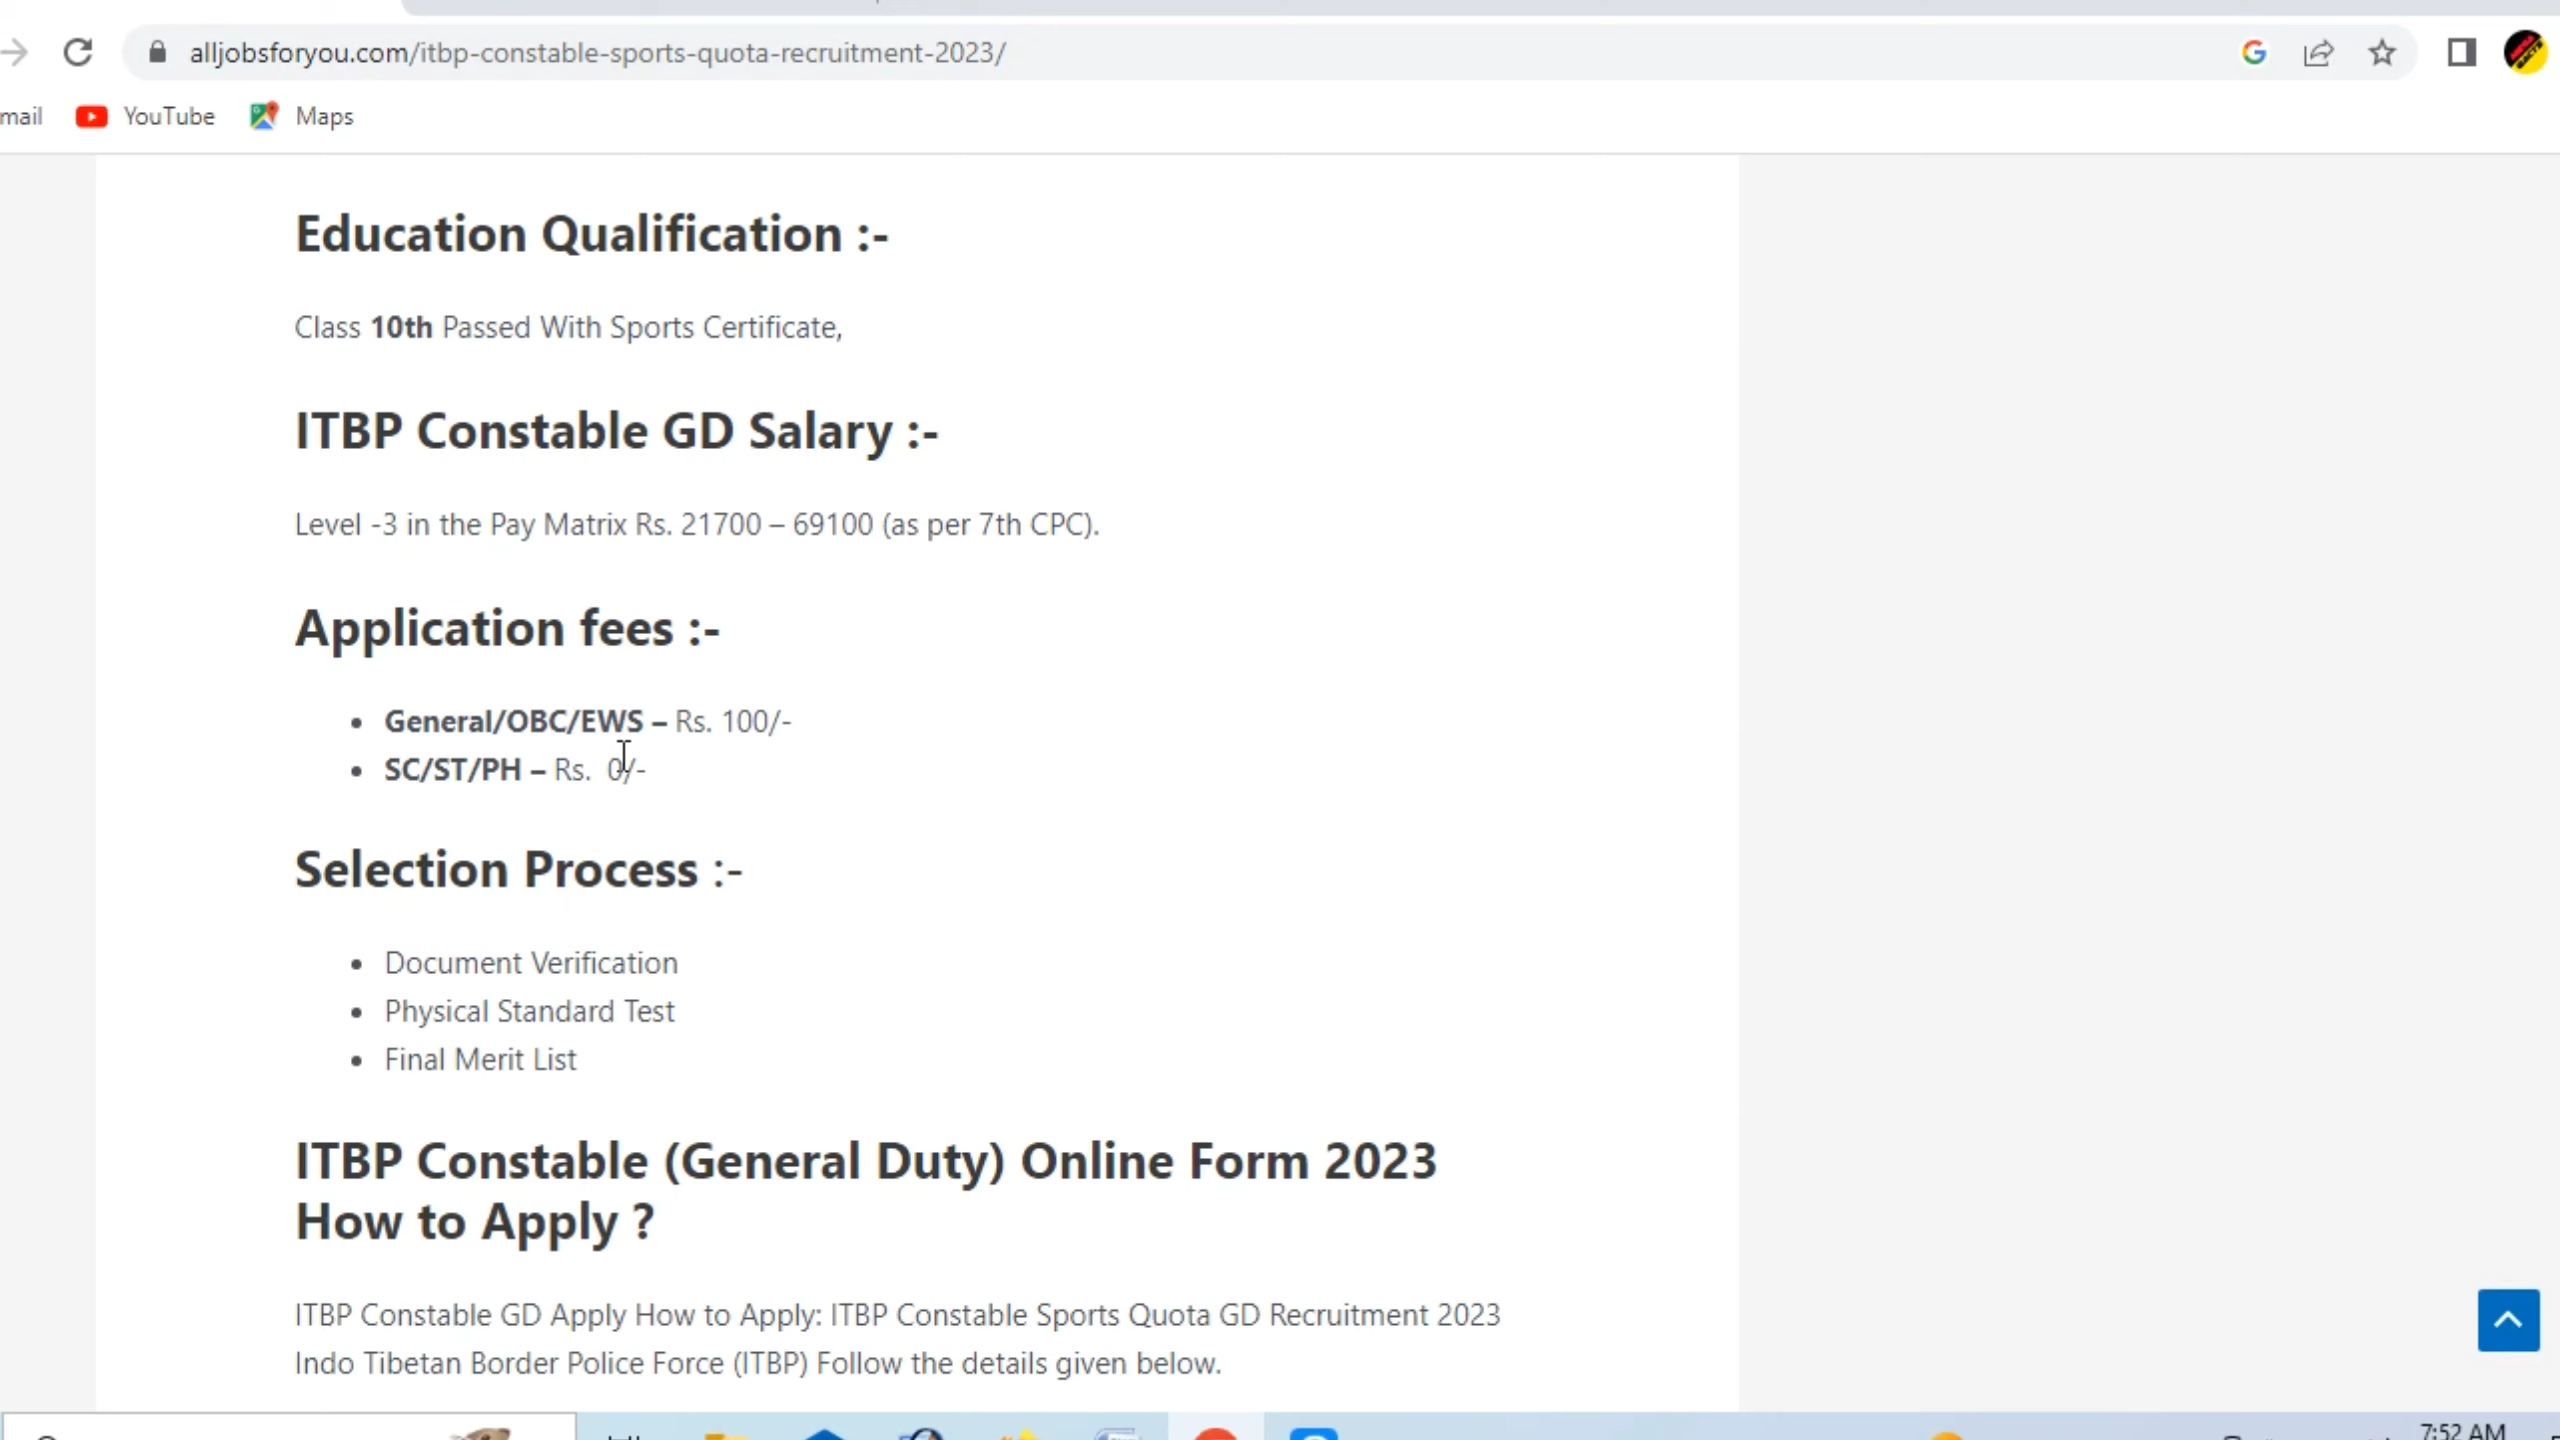 alljobsforyou.com/itbp-constable-sports-quota-recruitment-2023/
mail YouTube Maps
Education Qualification :-
Class 10th Passed With Sports Certificate,
ITBP Constable GD Salary :-
Level -3 in the Pay Matrix Rs. 21700 – 69100 (as per 7th CPC).
Application fees :-
• General/OBC/EWS – Rs. 100/-
• SC/ST/PH – Rs. 0/-
Selection Process :-
• Document Verification
• Physical Standard Test
• Final Merit List
ITBP Constable (General Duty) Online Form 2023
How to Apply ?
ITBP Constable GD Apply How to Apply: ITBP Constable Sports Quota GD Recruitment 2023
Indo Tibetan Border Police Force (ITBP) Follow the details given below.
7:52 AM